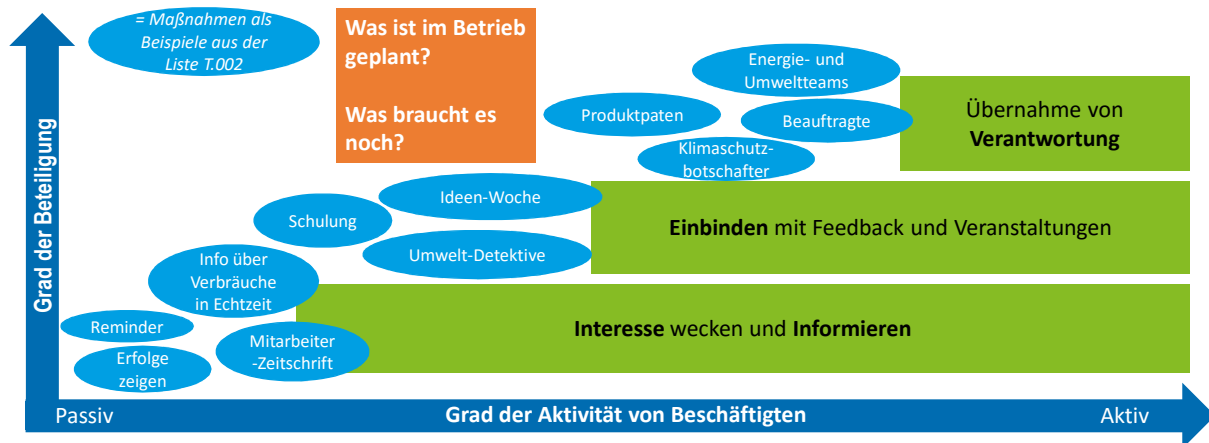 = Maßnahmen als
Beispiele aus der
Liste T.002
Was ist im Betrieb
geplant?
Was braucht es
noch?
Energie- und
Umweltteams
Produktpaten
Beauftragte
Klimaschutz-
botschafter
Übernahme von
Verantwortung
Grad der Beteiligung
Ideen-Woche
Schulung
Umwelt-Detektive
Einbinden mit Feedback und Veranstaltungen
Info über
Verbräuche
in Echtzeit
Reminder
Erfolge
zeigen
Mitarbeiter
-Zeitschrift
Interesse wecken und Informieren
Passiv
Grad der Aktivität von Beschäftigten
Aktiv